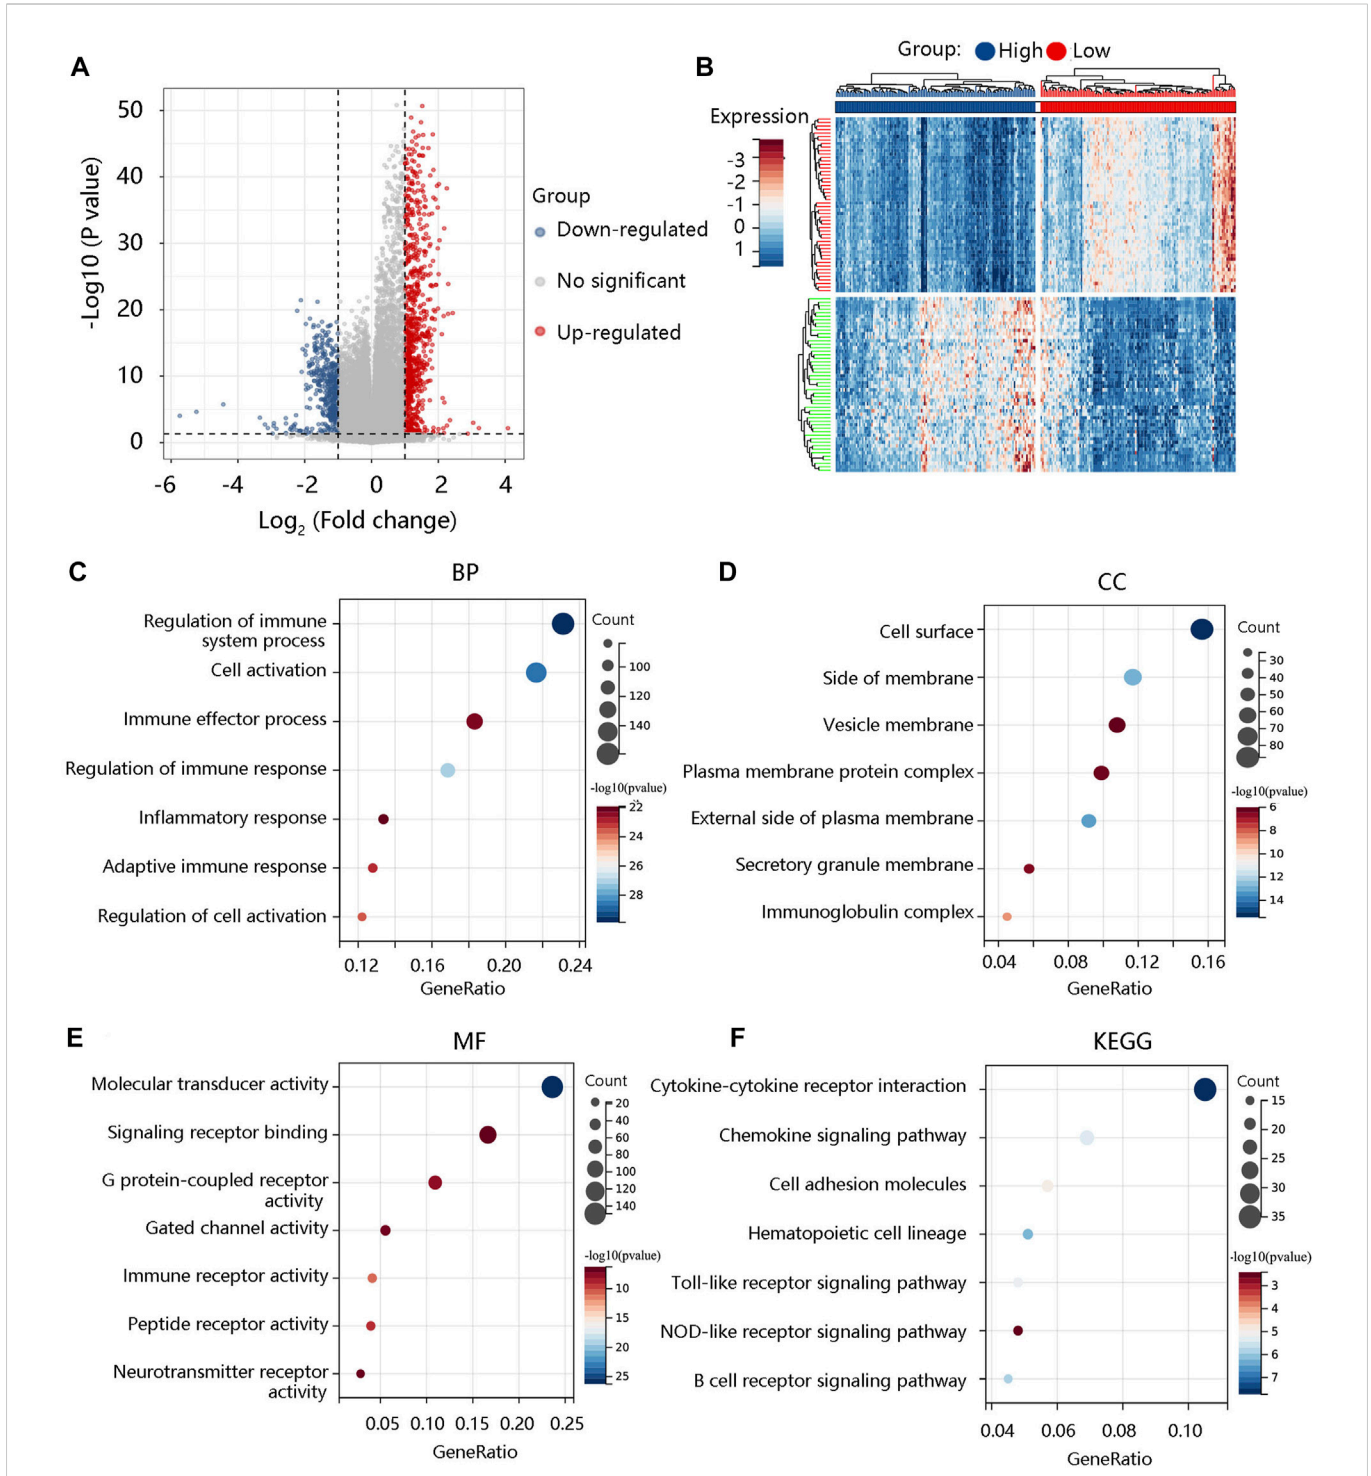 A
50
40
30
20
10
0
-Log10 (P value)
-6 -4 -2 0 2 4
Log2 (Fold change)
Group
Down-regulated
No significant
Up-regulated
B
Group: High Low
Expression
-3
-2
-1
0
1
C
BP
Regulation of immune
system process
Cell activation
Immune effector process
Regulation of immune response
Inflammatory response
Adaptive immune response
Regulation of cell activation
0.12 0.16 0.20 0.24
GeneRatio
Count
100
120
140
-log10(pvalue)
22
24
26
28
D
CC
Cell surface
Side of membrane
Vesicle membrane
Plasma membrane protein complex
External side of plasma membrane
Secretory granule membrane
Immunoglobulin complex
0.04 0.08 0.12 0.16
GeneRatio
Count
30
40
50
60
70
80
-log10(pvalue)
6
8
10
12
14
E
MF
Molecular transducer activity
Signaling receptor binding
G protein-coupled receptor
activity
Gated channel activity
Immune receptor activity
Peptide receptor activity
Neurotransmitter receptor
activity
0.05 0.10 0.15 0.20 0.25
GeneRatio
Count
20
40
60
80
100
120
140
-log10(pvalue)
10
15
20
25
F
KEGG
Cytokine-cytokine receptor interaction
Chemokine signaling pathway
Cell adhesion molecules
Hematopoietic cell lineage
Toll-like receptor signaling pathway
NOD-like receptor signaling pathway
B cell receptor signaling pathway
0.04 0.06 0.08 0.10
GeneRatio
Count
15
20
25
30
35
-log10(pvalue)
3
4
5
6
7